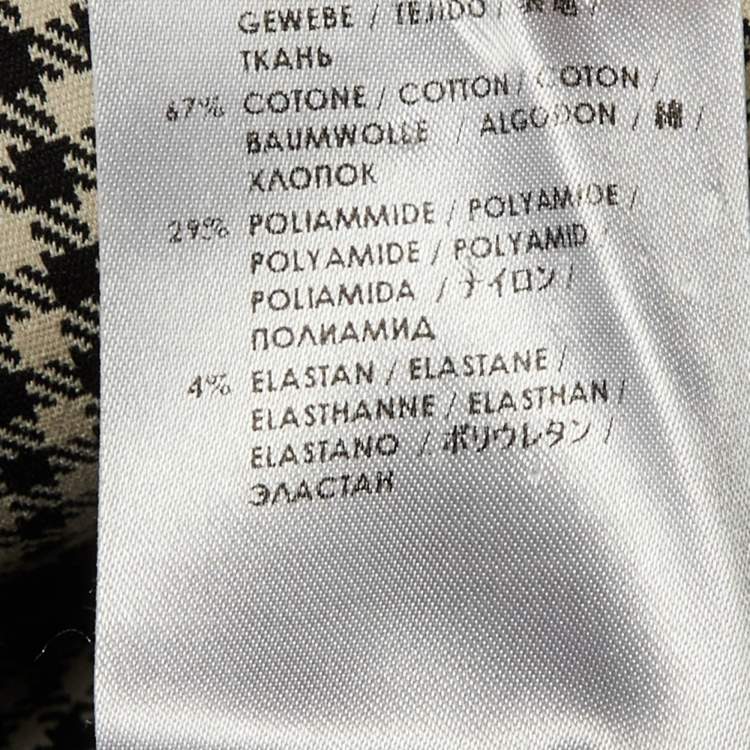 GEWEBE / TEJIDO /
ТКАНЬ
67% COTONE / COTTON / COTON /
BAUMWOLLE / ALGODON / 綿 /
ХЛОПОК
29% POLIAMMIDE / POLYAMIDE /
POLYAMIDE / POLYAMID
POLIAMIDA / ナイロン /
ПОЛИАМИД
4% ELASTAN / ELASTANE /
ELASTHANNE / ELASTHAN /
ELASTANO / ポリウレタン /
ЭЛАСТАН